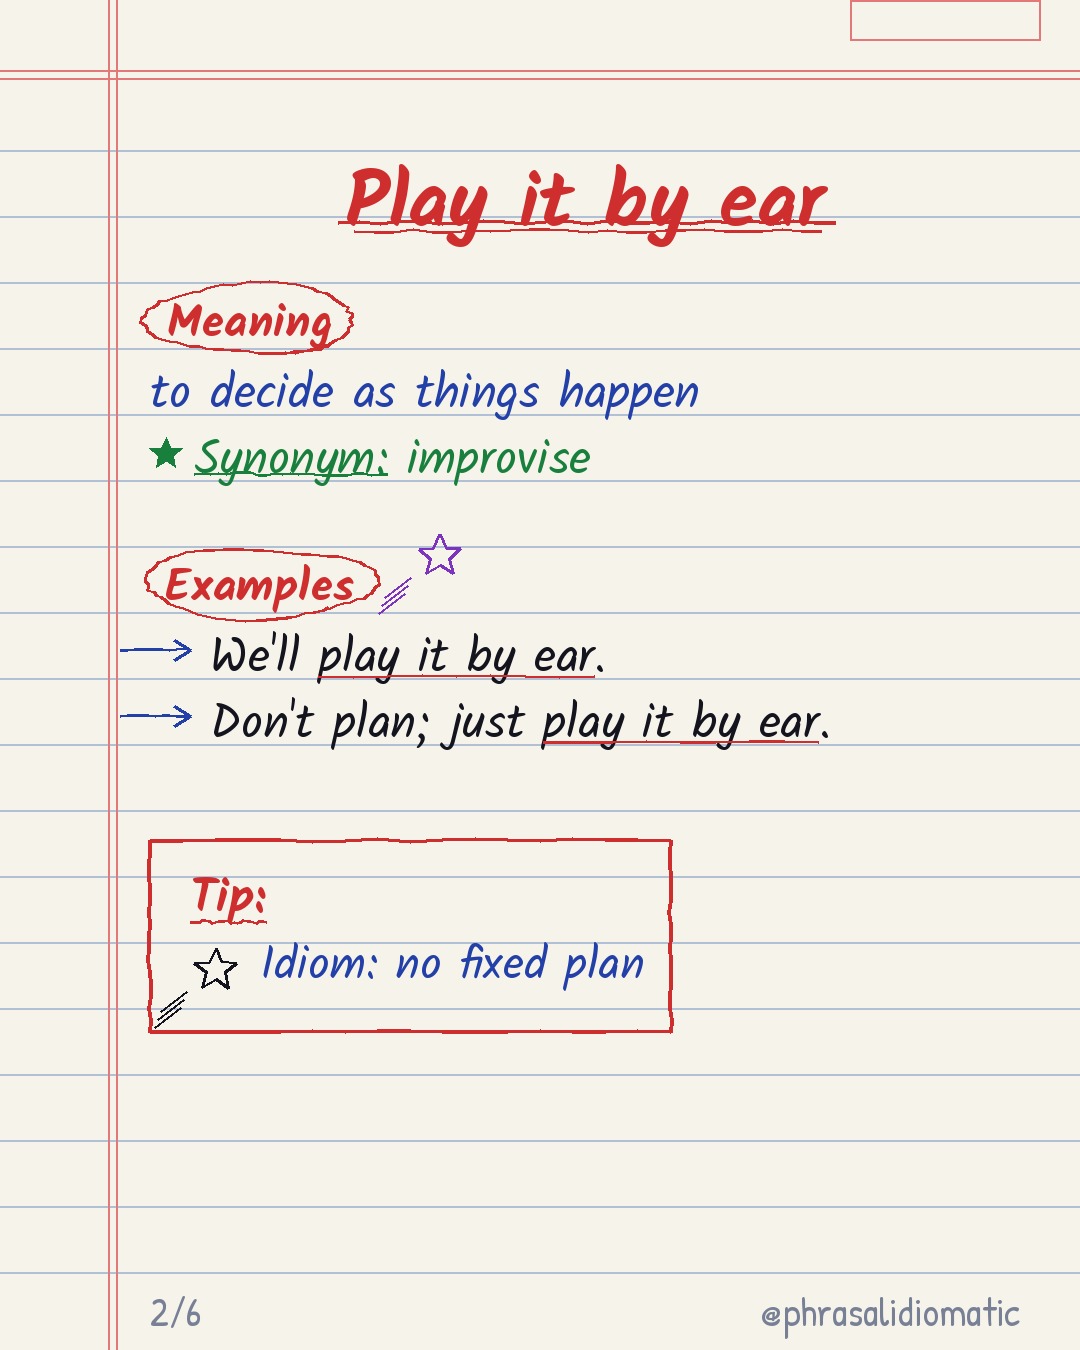 Play it by ear
Meaning
to decide as things happen
★ Synonym: improvise
Examples
→ We'll play it by ear.
→ Don't plan; just play it by ear.
Tip:
☆ Idiom: no fixed plan
2/6
@phrasalidiomatic